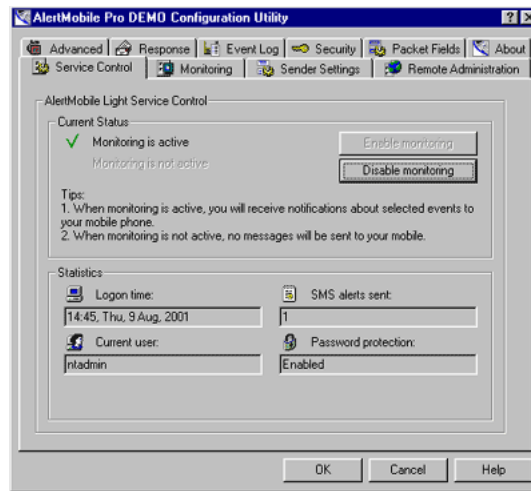 AlertMobile Pro DEMO Configuration Utility
Advanced Response Event Log Security Packet Fields About
Service Control Monitoring Sender Settings Remote Administration
AlertMobile Light Service Control
Current Status
Monitoring is active
Enable monitoring
Monitoring is not active
Disable monitoring
Tips:
1. When monitoring is active, you will receive notifications about selected events to
your mobile phone.
2. When monitoring is not active, no messages will be sent to your mobile.
Statistics
Logon time: SMS alerts sent:
14:45, Thu, 9 Aug, 2001 1
Current user: Password protection:
ntadmin Enabled
OK Cancel Help